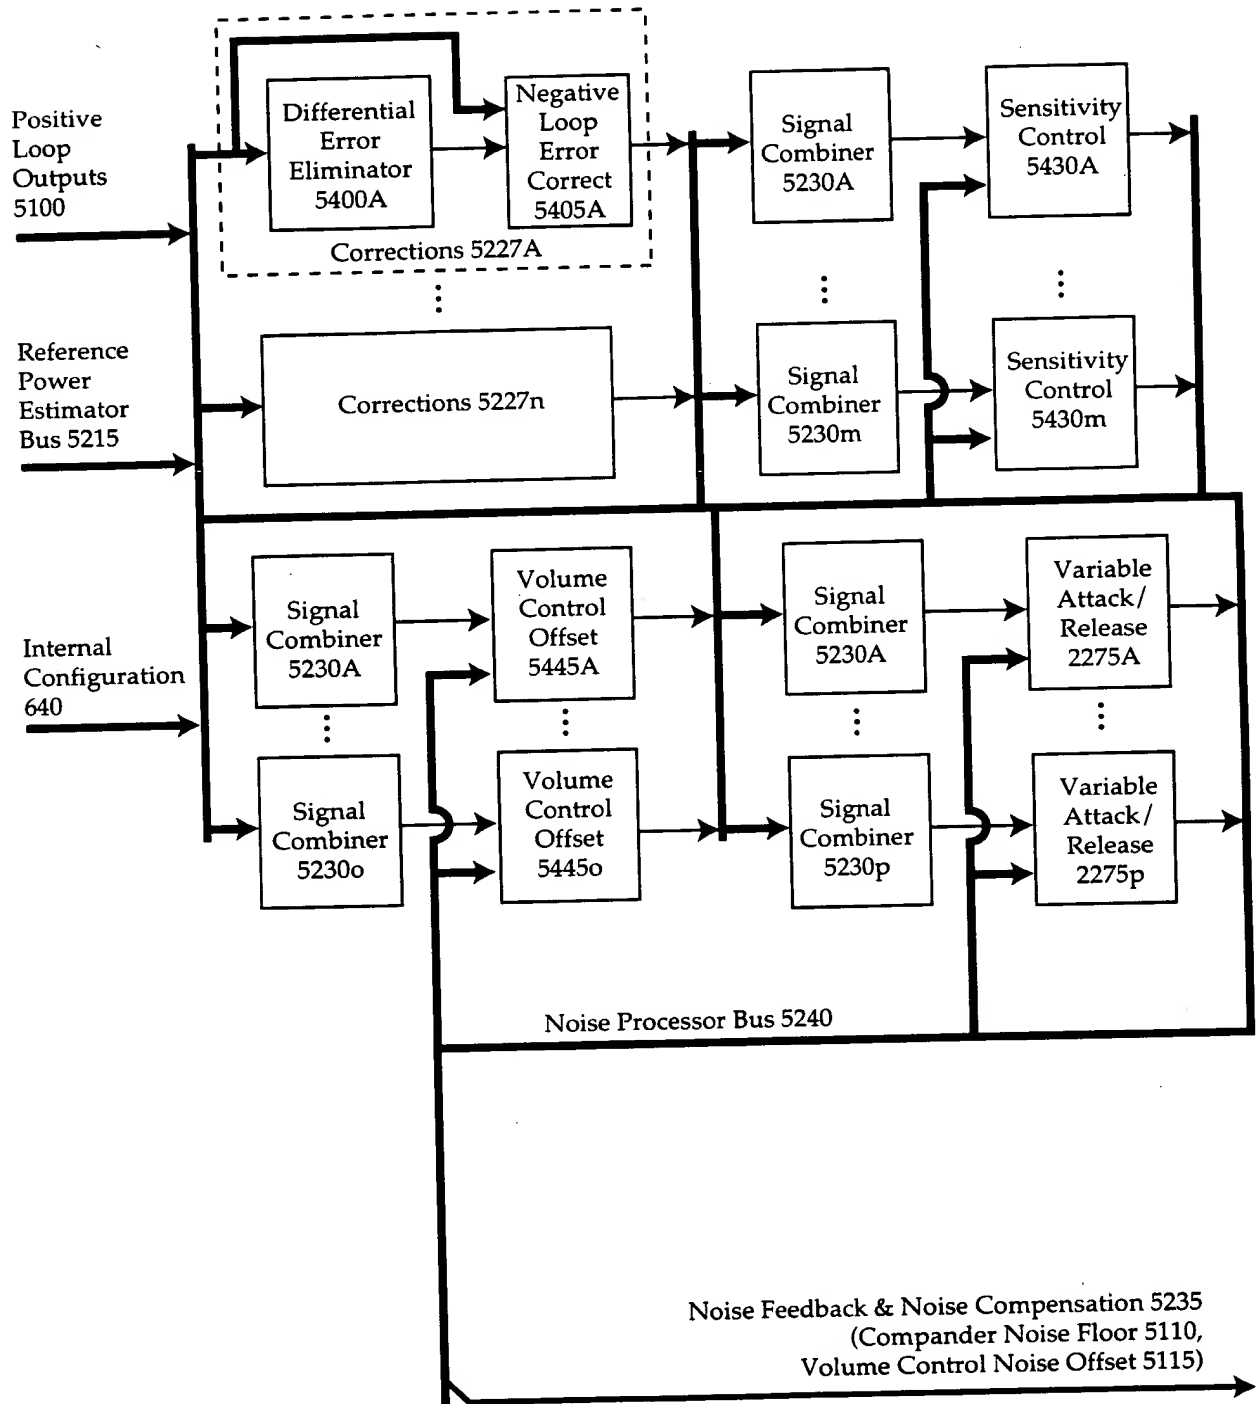 Positive
Loop
Outputs
5100
Differential
Error
Eliminator
5400A
Negative
Loop
Error
Correct
5405A
Corrections 5227A
Signal
Combiner
5230A
Sensitivity
Control
5430A
Reference
Power
Estimator
Bus 5215
Corrections 5227n
Signal
Combiner
5230m
Sensitivity
Control
5430m
Internal
Configuration
640
Signal
Combiner
5230A
Volume
Control
Offset
5445A
Signal
Combiner
5230A
Variable
Attack/
Release
2275A
Signal
Combiner
5230o
Volume
Control
Offset
5445o
Signal
Combiner
5230p
Variable
Attack/
Release
2275p
Noise Processor Bus 5240
Noise Feedback & Noise Compensation 5235
(Compander Noise Floor 5110,
Volume Control Noise Offset 5115)